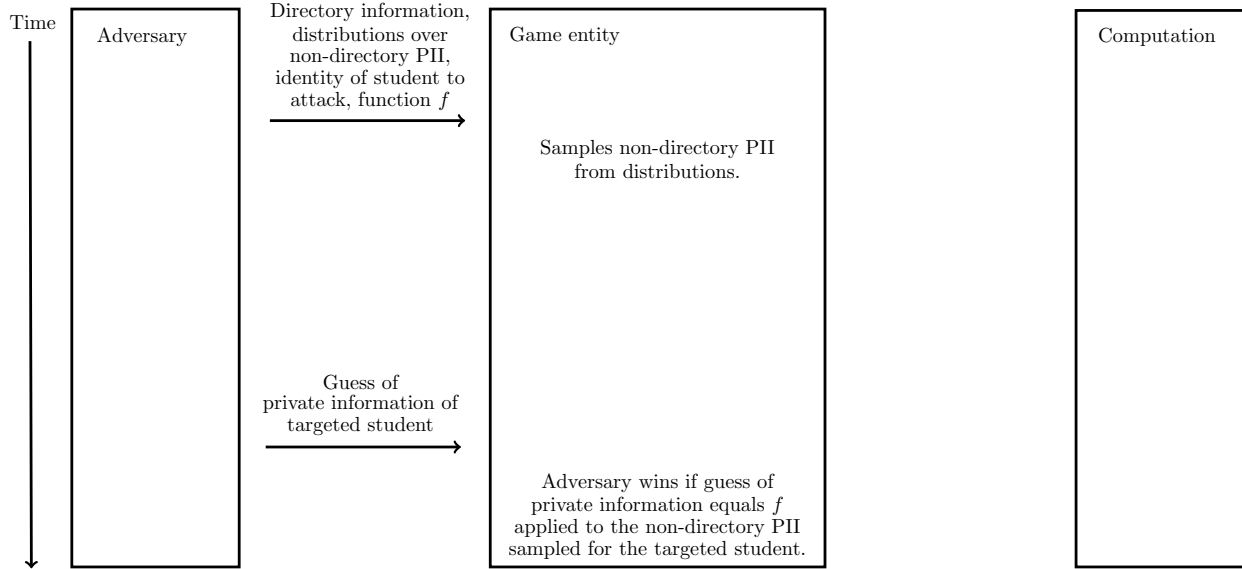 Time
Adversary
Directory information,
distributions over
non-directory PII,
identity of student to
attack, function f
Game entity
Computation
Samples non-directory PII
from distributions.
Guess of
private information of
targeted student
Adversary wins if guess of
private information equals f
applied to the non-directory PII
sampled for the targeted student.